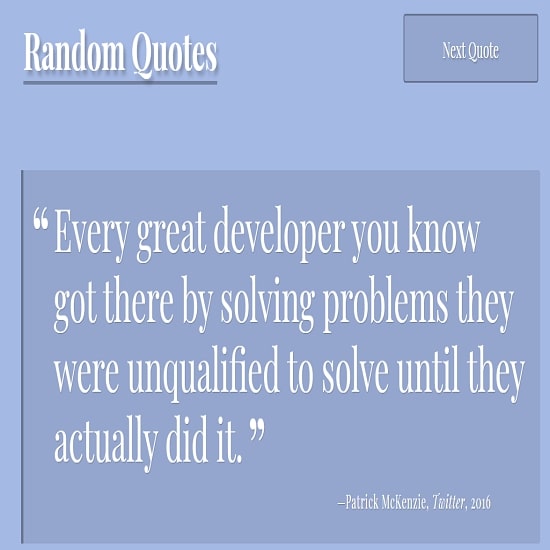 Random Quotes
Next Quote
“Every great developer you know
got there by solving problems they
were unqualified to solve until they
actually did it.”
–Patrick McKenzie, Twitter, 2016